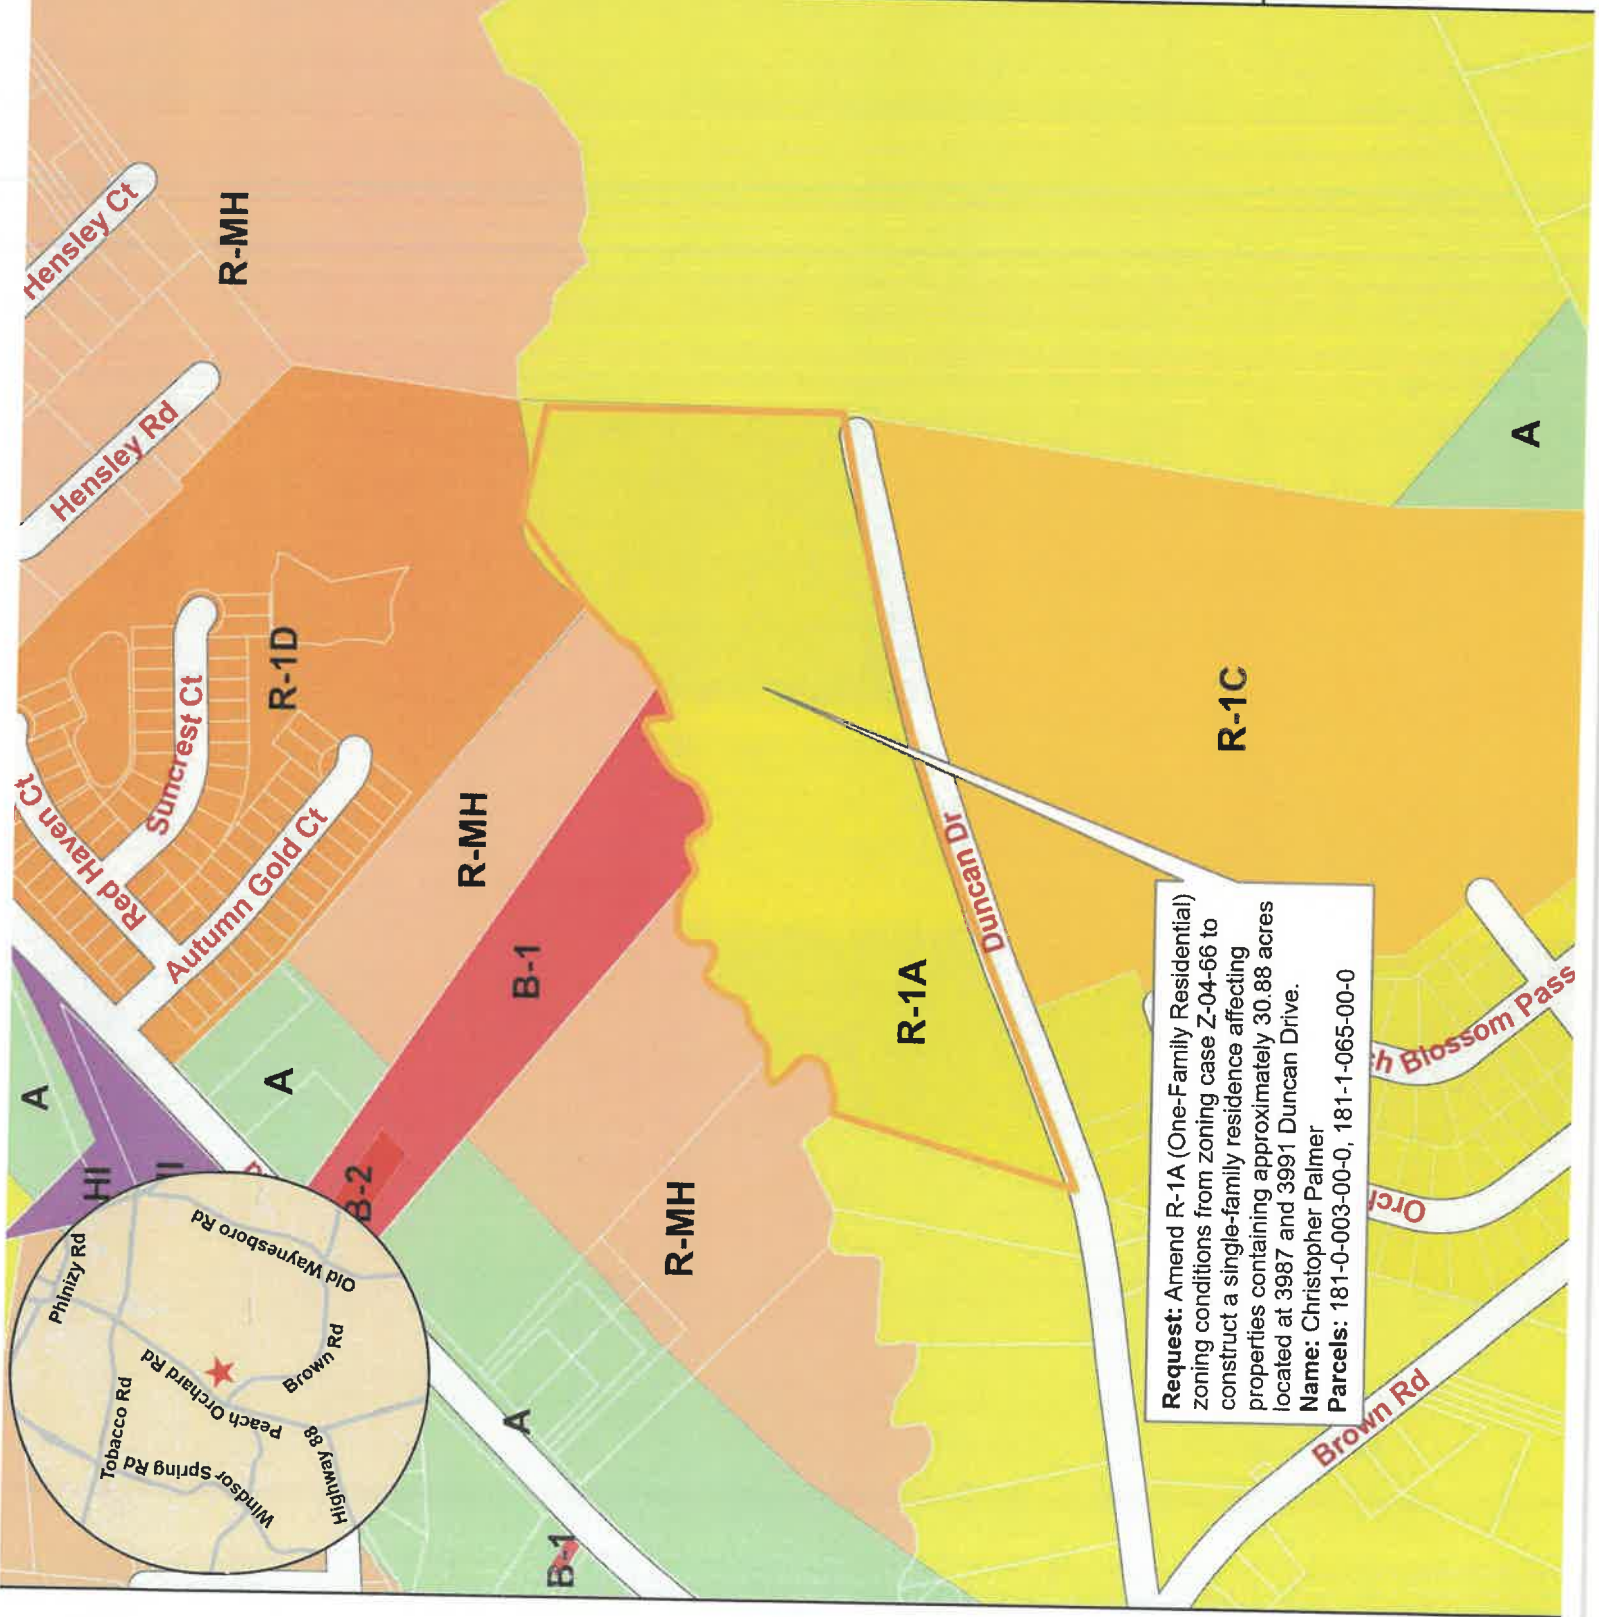 Hensley Ct
Hensley Rd
R-MH
R-1D
Suncrest Ct
Red Haven Ct
Autumn Gold Ct
R-MH
B-1
A
A
HI
B-2
R-MH
A
B-1
R-1A
Duncan Dr
R-1C
A
Blossom Pass
Brown Rd
Phinizy Rd
Old Waynesboro Rd
Tobacco Rd
Peach Orchard Rd
Brown Rd
Windsor Spring Rd
Highway 88
Request: Amend R-1A (One-Family Residential)
zoning conditions from zoning case Z-04-66 to
construct a single-family residence affecting
properties containing approximately 30.88 acres
located at 3987 and 3991 Duncan Drive.
Name: Christopher Palmer
Parcels: 181-0-003-00-0, 181-1-065-00-0